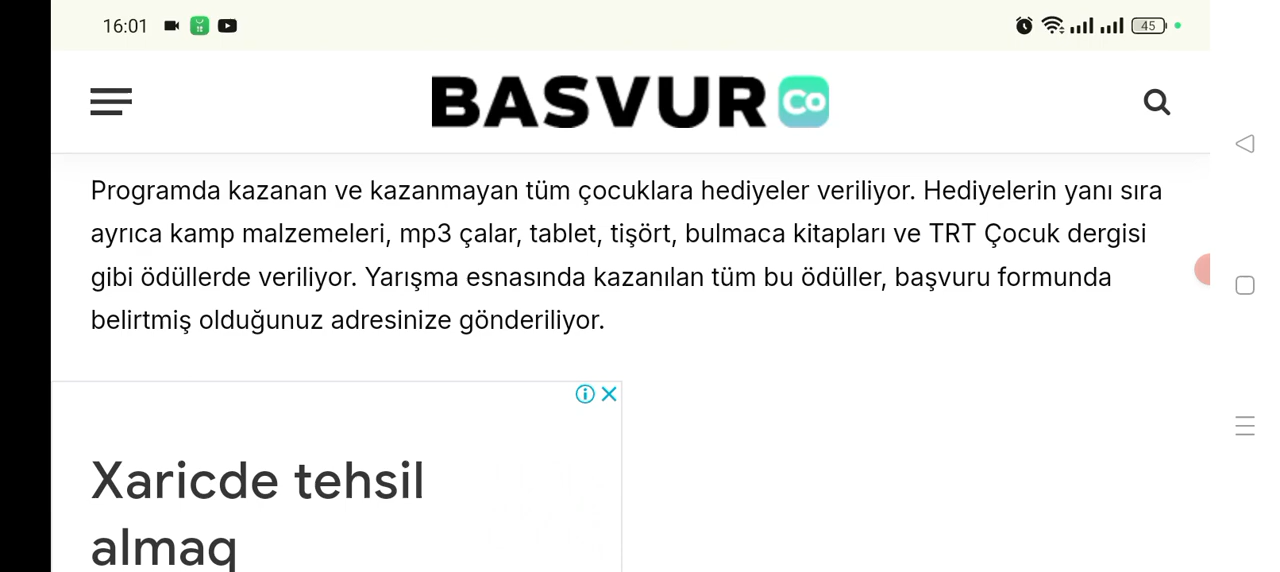 16:01
45
BASVUR Co
Programda kazanan ve kazanmayan tüm çocuklara hediyeler veriliyor. Hediyelerin yanı sıra
ayrıca kamp malzemeleri, mp3 çalar, tablet, tişört, bulmaca kitapları ve TRT Çocuk dergisi
gibi ödüllerde veriliyor. Yarışma esnasında kazanılan tüm bu ödüller, başvuru formunda
belirtmiş olduğunuz adresinize gönderiliyor.
Xaricde tehsil
almaq